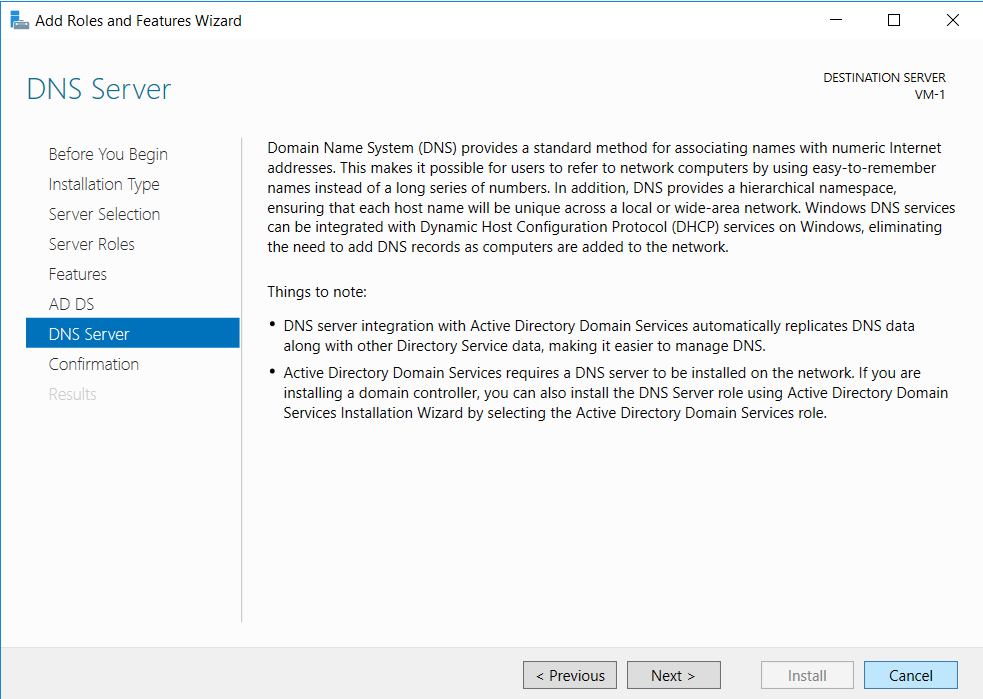 Add Roles and Features Wizard
DNS Server
DESTINATION SERVER
VM-1
Before You Begin
Installation Type
Server Selection
Server Roles
Features
AD DS
DNS Server
Confirmation
Results
Domain Name System (DNS) provides a standard method for associating names with numeric Internet
addresses. This makes it possible for users to refer to network computers by using easy-to-remember
names instead of a long series of numbers. In addition, DNS provides a hierarchical namespace,
ensuring that each host name will be unique across a local or wide-area network. Windows DNS services
can be integrated with Dynamic Host Configuration Protocol (DHCP) services on Windows, eliminating
the need to add DNS records as computers are added to the network.
Things to note:
• DNS server integration with Active Directory Domain Services automatically replicates DNS data
along with other Directory Service data, making it easier to manage DNS.
• Active Directory Domain Services requires a DNS server to be installed on the network. If you are
installing a domain controller, you can also install the DNS Server role using Active Directory Domain
Services Installation Wizard by selecting the Active Directory Domain Services role.
< Previous
Next >
Install
Cancel